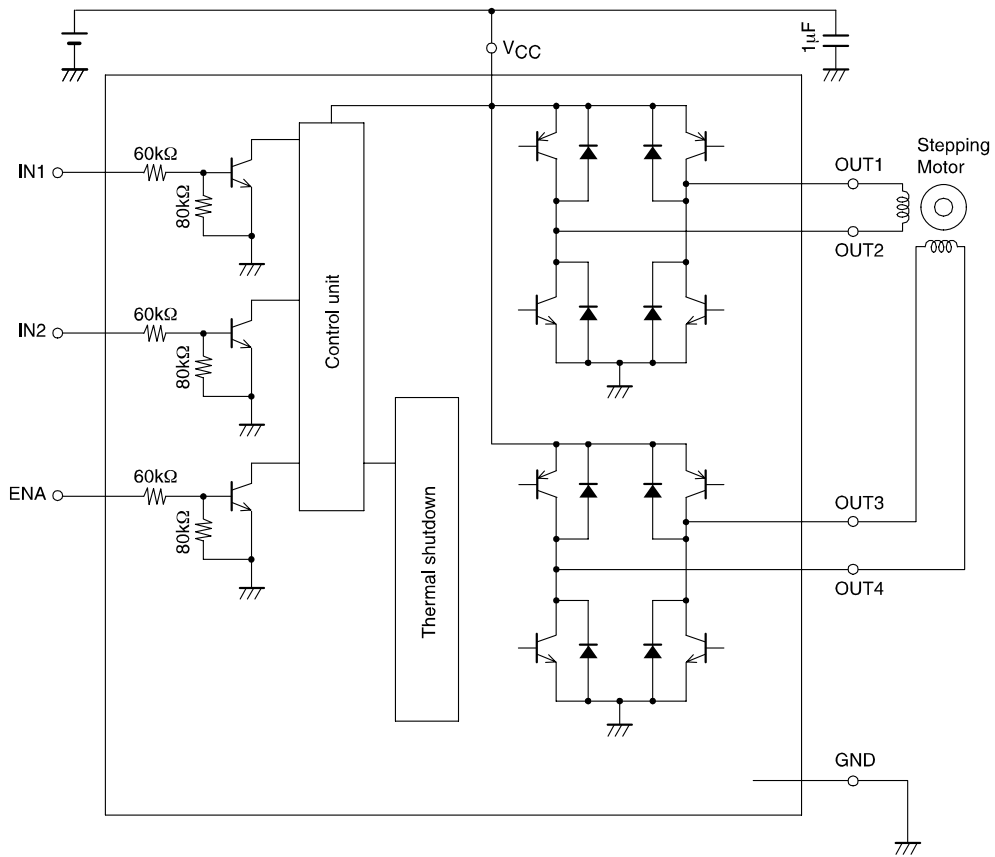 VCC
1μF
IN1
60kΩ
80kΩ
Stepping
Motor
OUT1
OUT2
IN2
60kΩ
80kΩ
Control unit
ENA
60kΩ
80kΩ
Thermal shutdown
OUT3
OUT4
GND